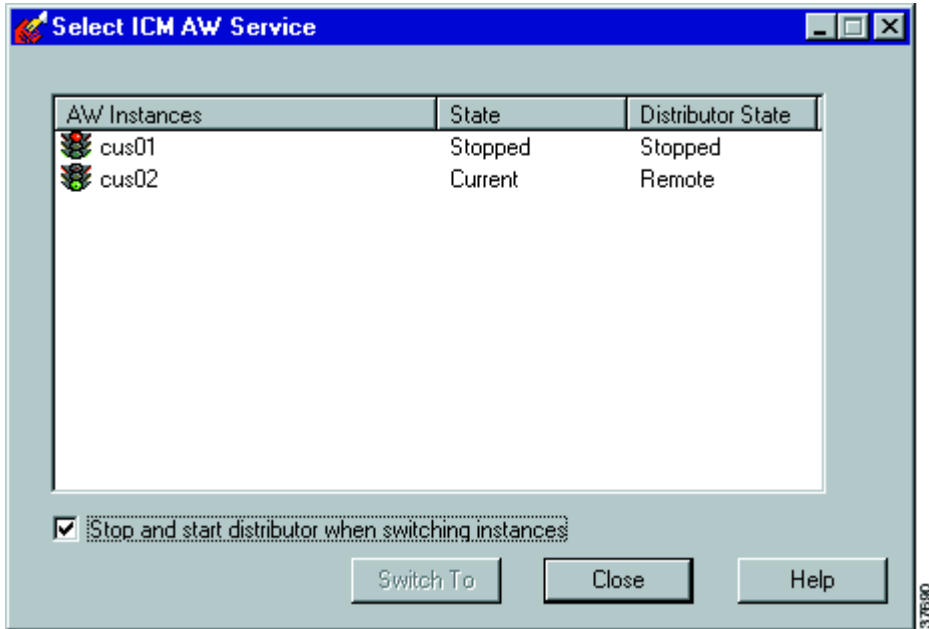 Select ICM AW Service
AW Instances State Distributor State
cus01 Stopped Stopped
cus02 Current Remote
Stop and start distributor when switching instances
Switch To Close Help
37690